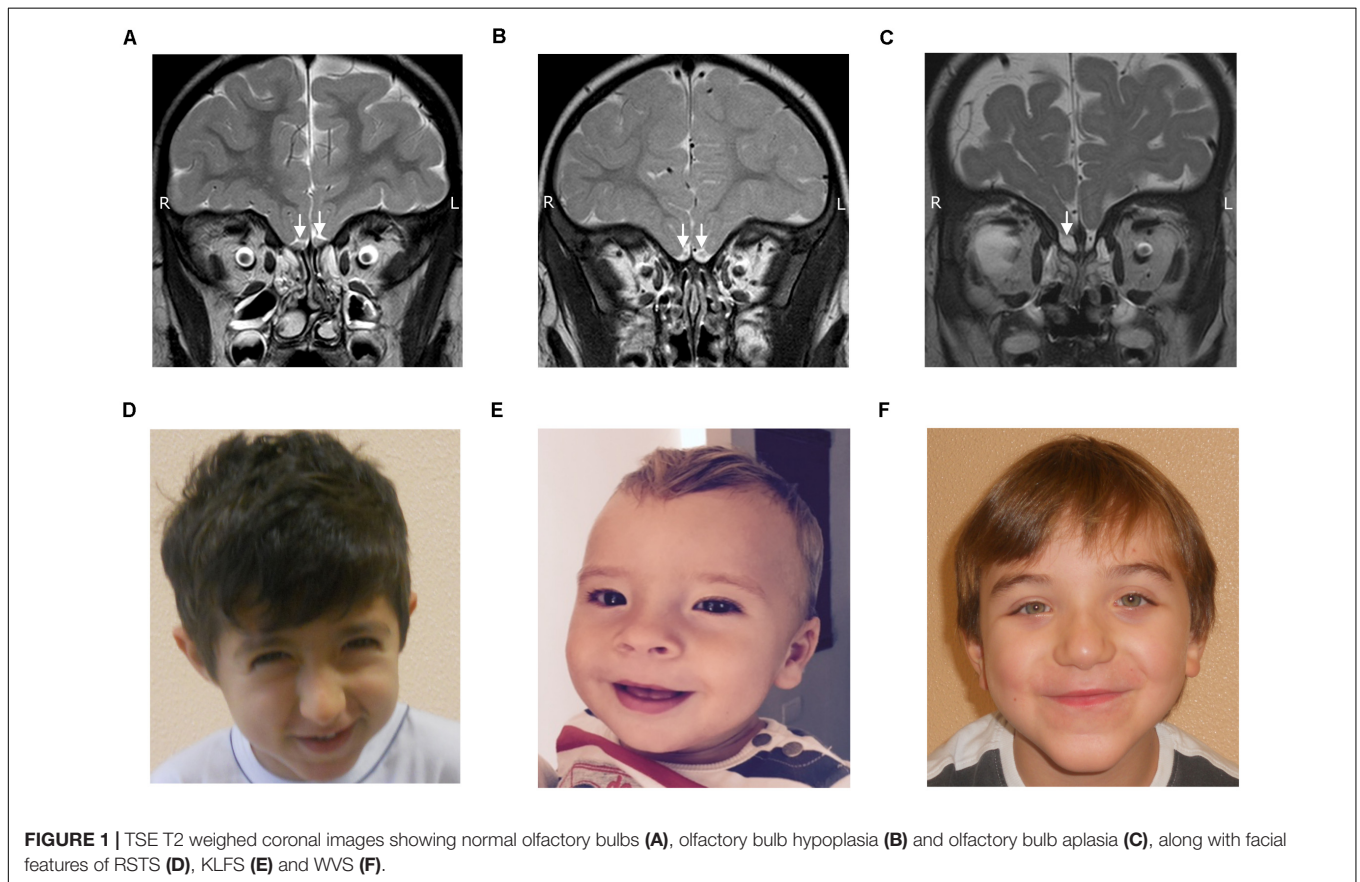 A
B
C
R
L
R
L
R
L
D
E
F
FIGURE 1 | TSE T2 weighed coronal images showing normal olfactory bulbs (A), olfactory bulb hypoplasia (B) and olfactory bulb aplasia (C), along with facial
features of RSTS (D), KLFS (E) and WVS (F).